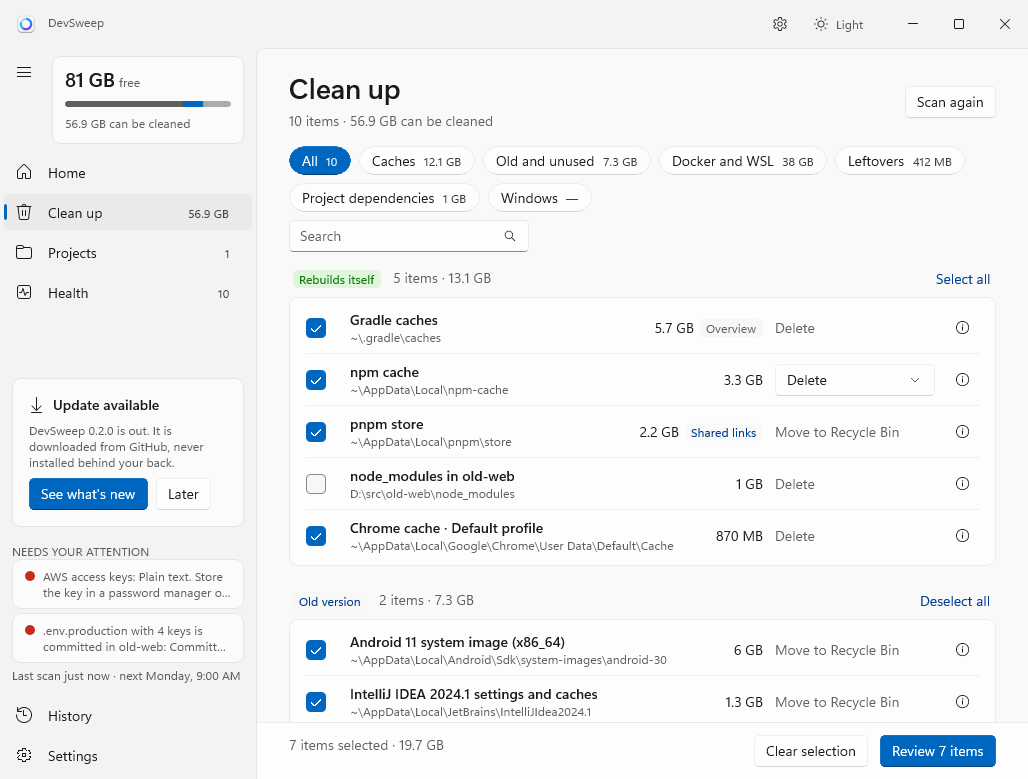 DevSweep
Light
81 GB free
56.9 GB can be cleaned
Home
Clean up 56.9 GB
Projects 1
Health 10
Update available
DevSweep 0.2.0 is out. It is
downloaded from GitHub, never
installed behind your back.
See what's new Later
NEEDS YOUR ATTENTION
AWS access keys: Plain text. Store
the key in a password manager o...
.env.production with 4 keys is
committed in old-web: Committ...
Last scan just now · next Monday, 9:00 AM
History
Settings
Clean up
10 items · 56.9 GB can be cleaned
Scan again
All 10 Caches 12.1 GB Old and unused 7.3 GB Docker and WSL 38 GB Leftovers 412 MB
Project dependencies 1 GB Windows —
Search
Rebuilds itself 5 items · 13.1 GB Select all
Gradle caches
~\.gradle\caches
5.7 GB Overview Delete
npm cache
~\AppData\Local\npm-cache
3.3 GB Delete
pnpm store
~\AppData\Local\pnpm\store
2.2 GB Shared links Move to Recycle Bin
node_modules in old-web
D:\src\old-web\node_modules
1 GB Delete
Chrome cache · Default profile
~\AppData\Local\Google\Chrome\User Data\Default\Cache
870 MB Delete
Old version 2 items · 7.3 GB Deselect all
Android 11 system image (x86_64)
~\AppData\Local\Android\Sdk\system-images\android-30
6 GB Move to Recycle Bin
IntelliJ IDEA 2024.1 settings and caches
~\AppData\Local\JetBrains\IntelliJIdea2024.1
1.3 GB Move to Recycle Bin
7 items selected · 19.7 GB
Clear selection Review 7 items